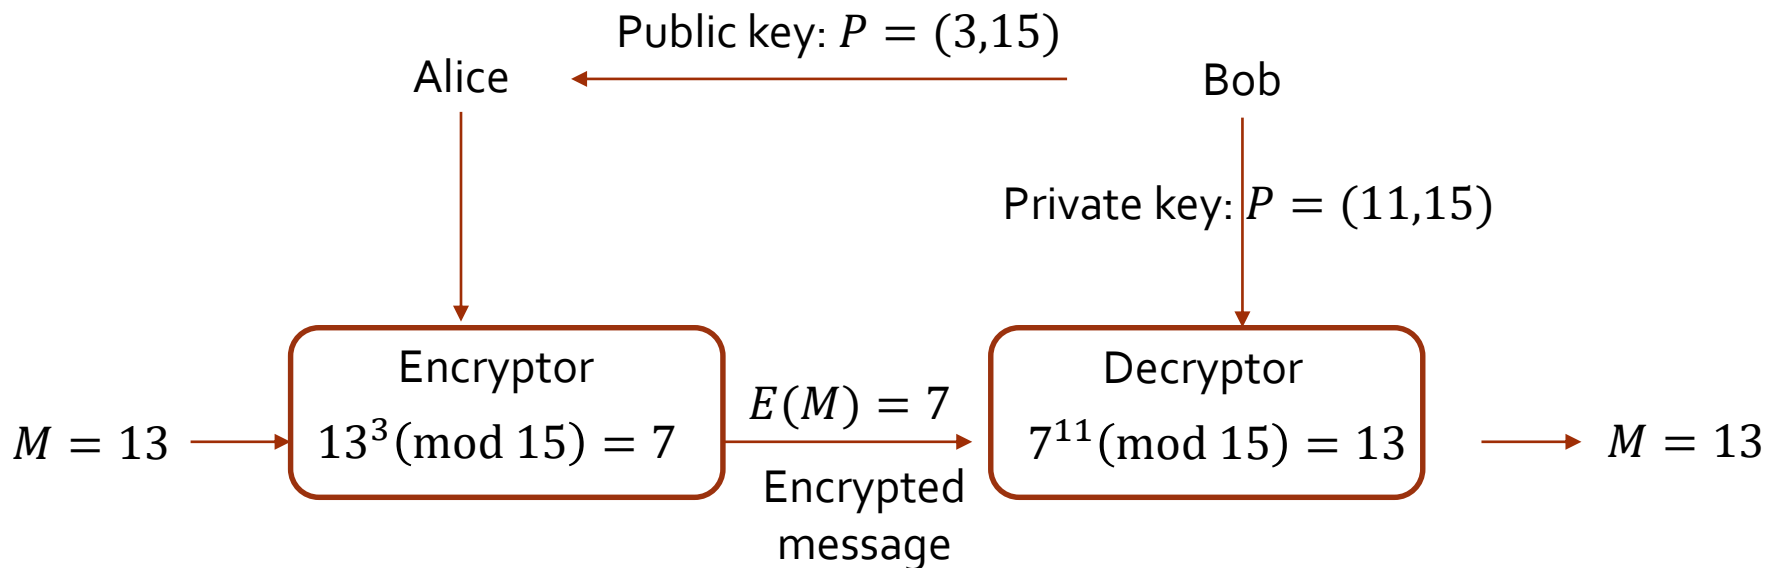 Public key: P = (3,15)
Alice
Bob
Private key: P = (11,15)
Encryptor
Decryptor
M = 13
13³(mod 15) = 7
E(M) = 7
7¹¹(mod 15) = 13
M = 13
Encrypted
message